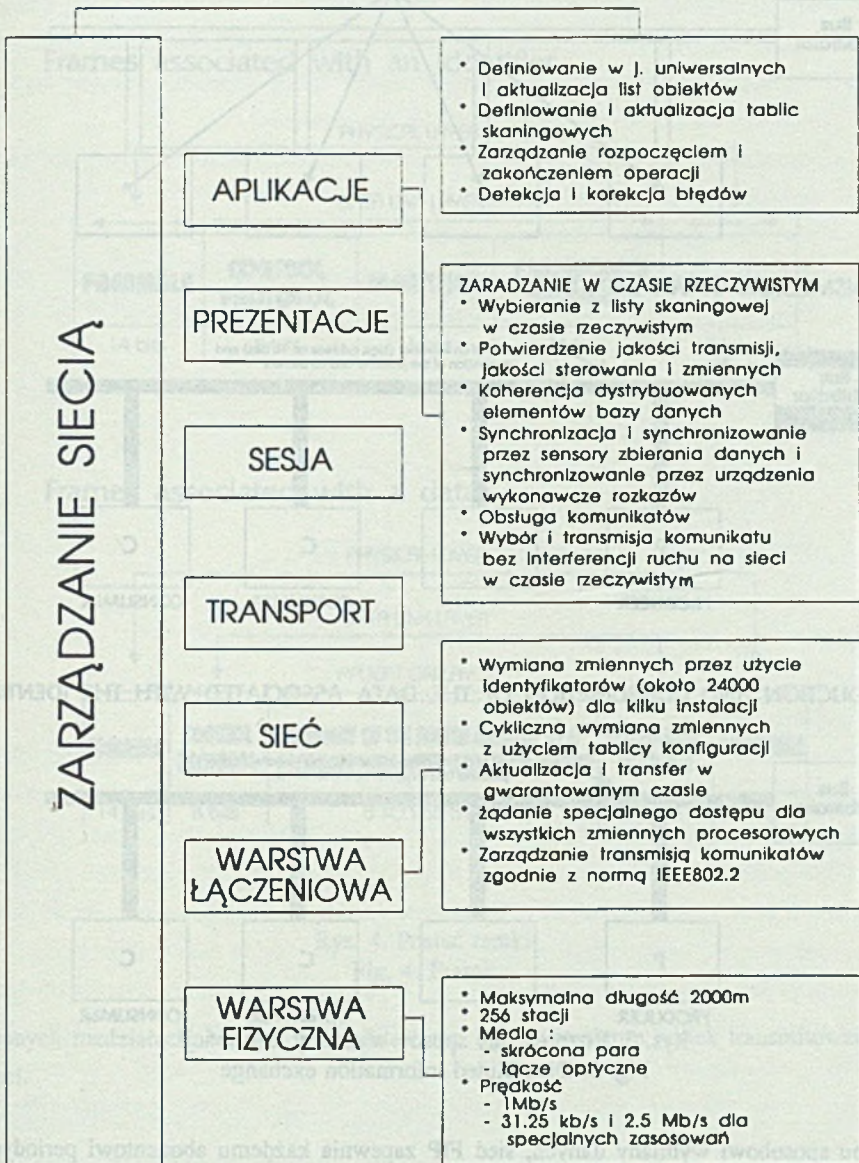 ZARZĄDZANIE SIECIĄ
APLIKACJE
PREZENTACJE
SESJA
TRANSPORT
SIEĆ
WARSTWA
ŁĄCZENIOWA
WARSTWA
FIZYCZNA
* Definiowanie w j. uniwersalnych
i aktualizacja list obiektów
* Definiowanie i aktualizacja tablic
skaningowych
* Zarządzanie rozpoczęciem i
zakończeniem operacji
* Detekcja i korekcja błędów
ZARADZANIE W CZASIE RZECZYWISTYM
* Wybieranie z listy skaningowej
w czasie rzeczywistym
* Potwierdzenie jakości transmisji,
jakości sterowania i zmiennych
* Koherencja dystrybuowanych
elementów bazy danych
* Synchronizacja i synchronizowanie
przez sensory zbierania danych i
synchronizowanie przez urządzenia
wykonawcze rozkazów
* Obsługa komunikatów
* Wybór i transmisja komunikatu
bez interferencji ruchu na sieci
w czasie rzeczywistym
* Wymiana zmiennych przez użycie
identyfikatorów (około 24000
obiektów) dla kilku instalacji
* Cykliczna wymiana zmiennych
z użyciem tablicy konfiguracji
* Aktualizacja i transfer w
gwarantowanym czasie
* żądanie specjalnego dostępu dla
wszystkich zmiennych procesorowych
* Zarządzanie transmisją komunikatów
zgodnie z normą IEEE802.2
* Maksymalna długość 2000m
* 256 stacji
* Media :
- skrócona para
- łącze optyczne
* Prędkość
- 1Mb/s
- 31.25 kb/s i 2.5 Mb/s dla
specjalnych zasosowań